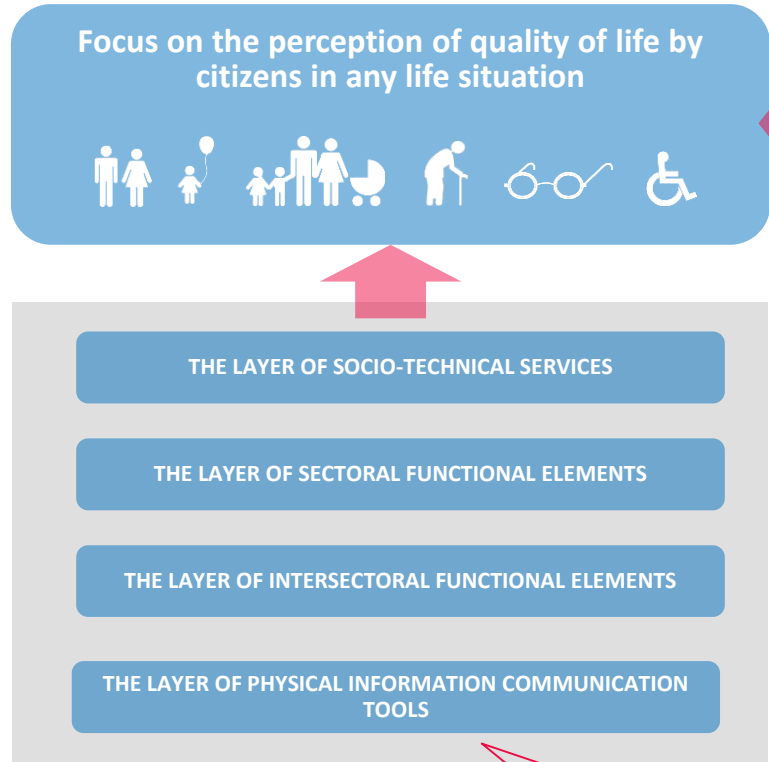 Focus on the perception of quality of life by
citizens in any life situation
THE LAYER OF SOCIO-TECHNICAL SERVICES
THE LAYER OF SECTORAL FUNCTIONAL ELEMENTS
THE LAYER OF INTERSECTORAL FUNCTIONAL ELEMENTS
THE LAYER OF PHYSICAL INFORMATION COMMUNICATION
TOOLS